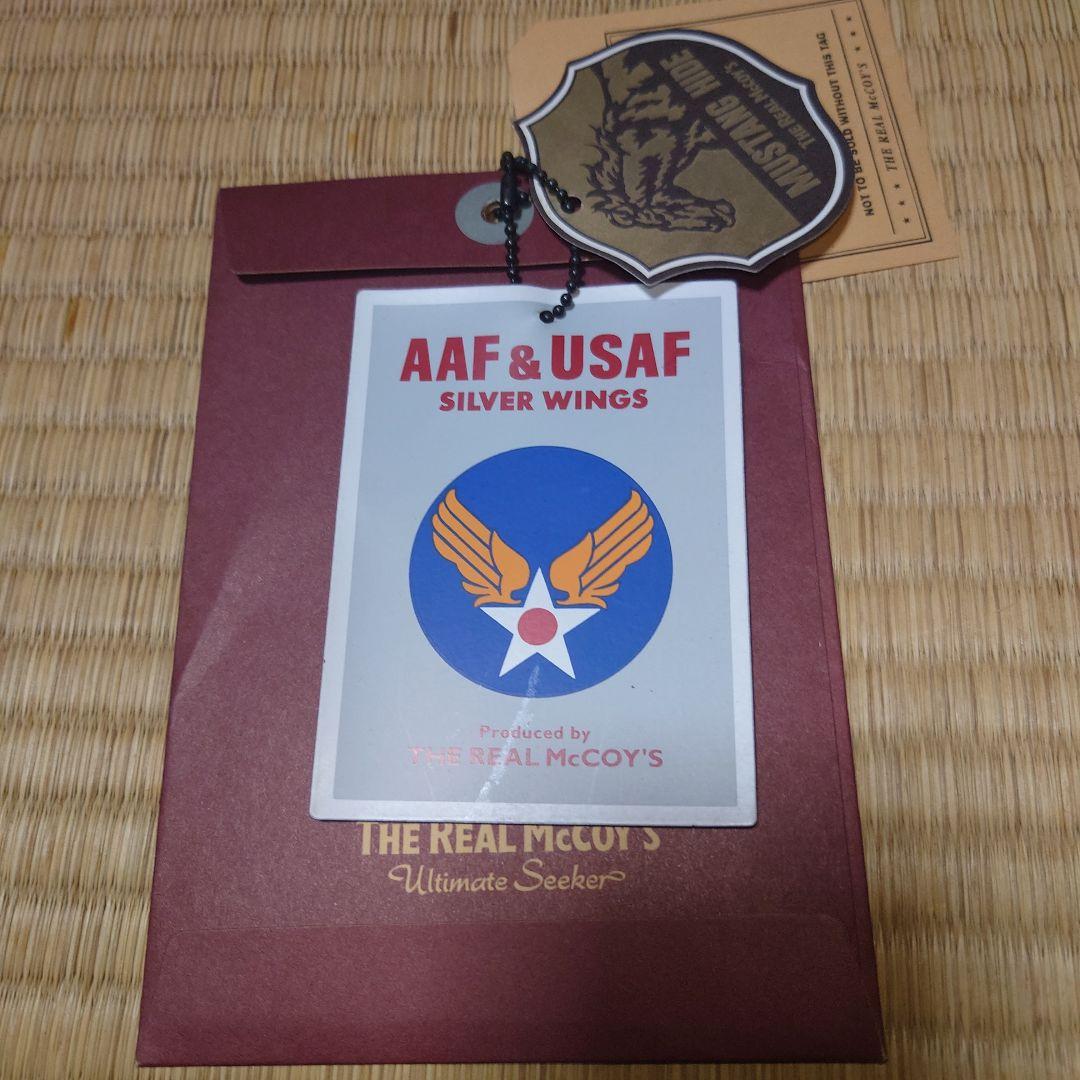 MUSTANG HIDE
THE REAL McCOY'S
NOT TO BE SOLD WITHOUT THIS TAG
THE REAL McCOY'S
AAF & USAF
SILVER WINGS
Produced by
THE REAL McCOY'S
THE REAL McCOY'S
Ultimate Seeker